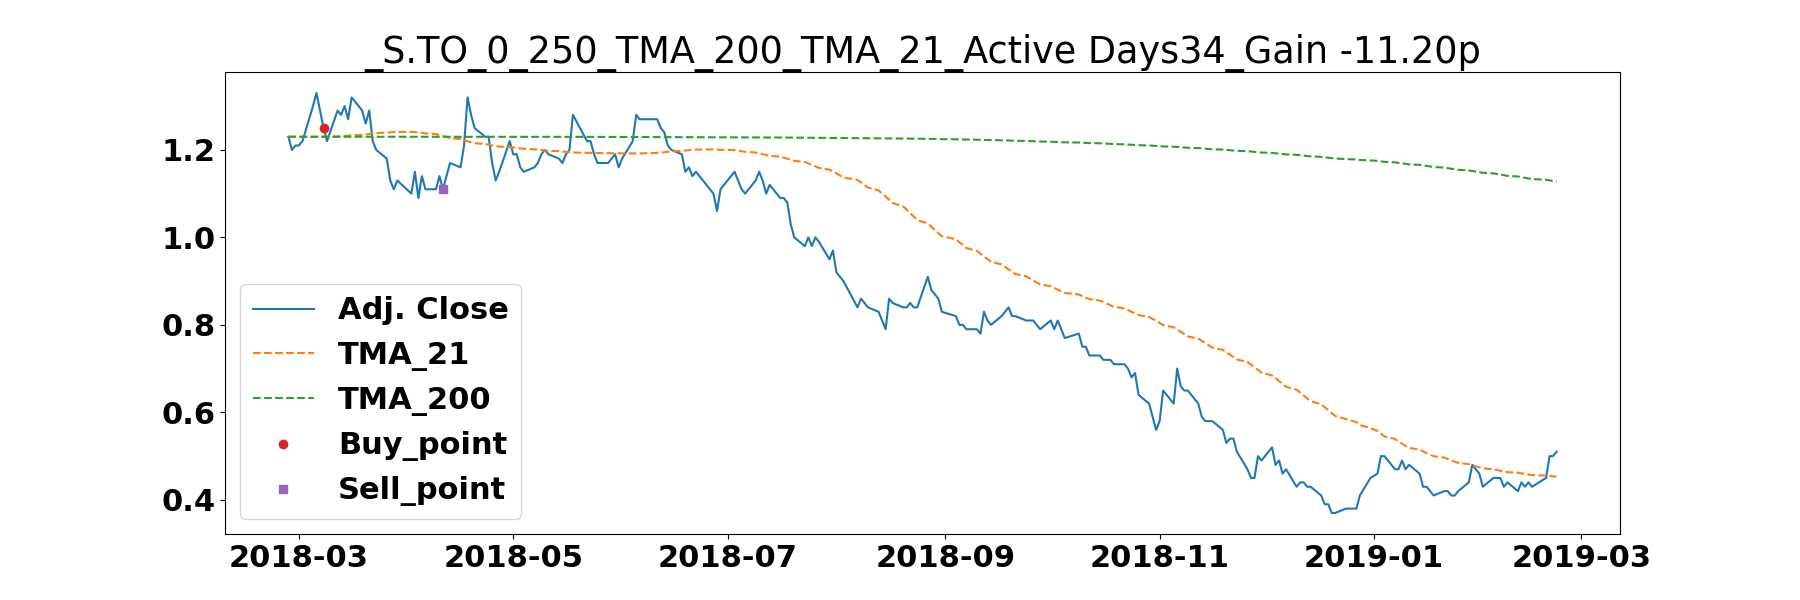 _S.TO_0_250_TMA_200_TMA_21_Active Days34_Gain -11.20p
1.2
1.0
0.8
0.6
0.4
Adj. Close
TMA_21
TMA_200
Buy_point
Sell_point
2018-03 2018-05 2018-07 2018-09 2018-11 2019-01 2019-03